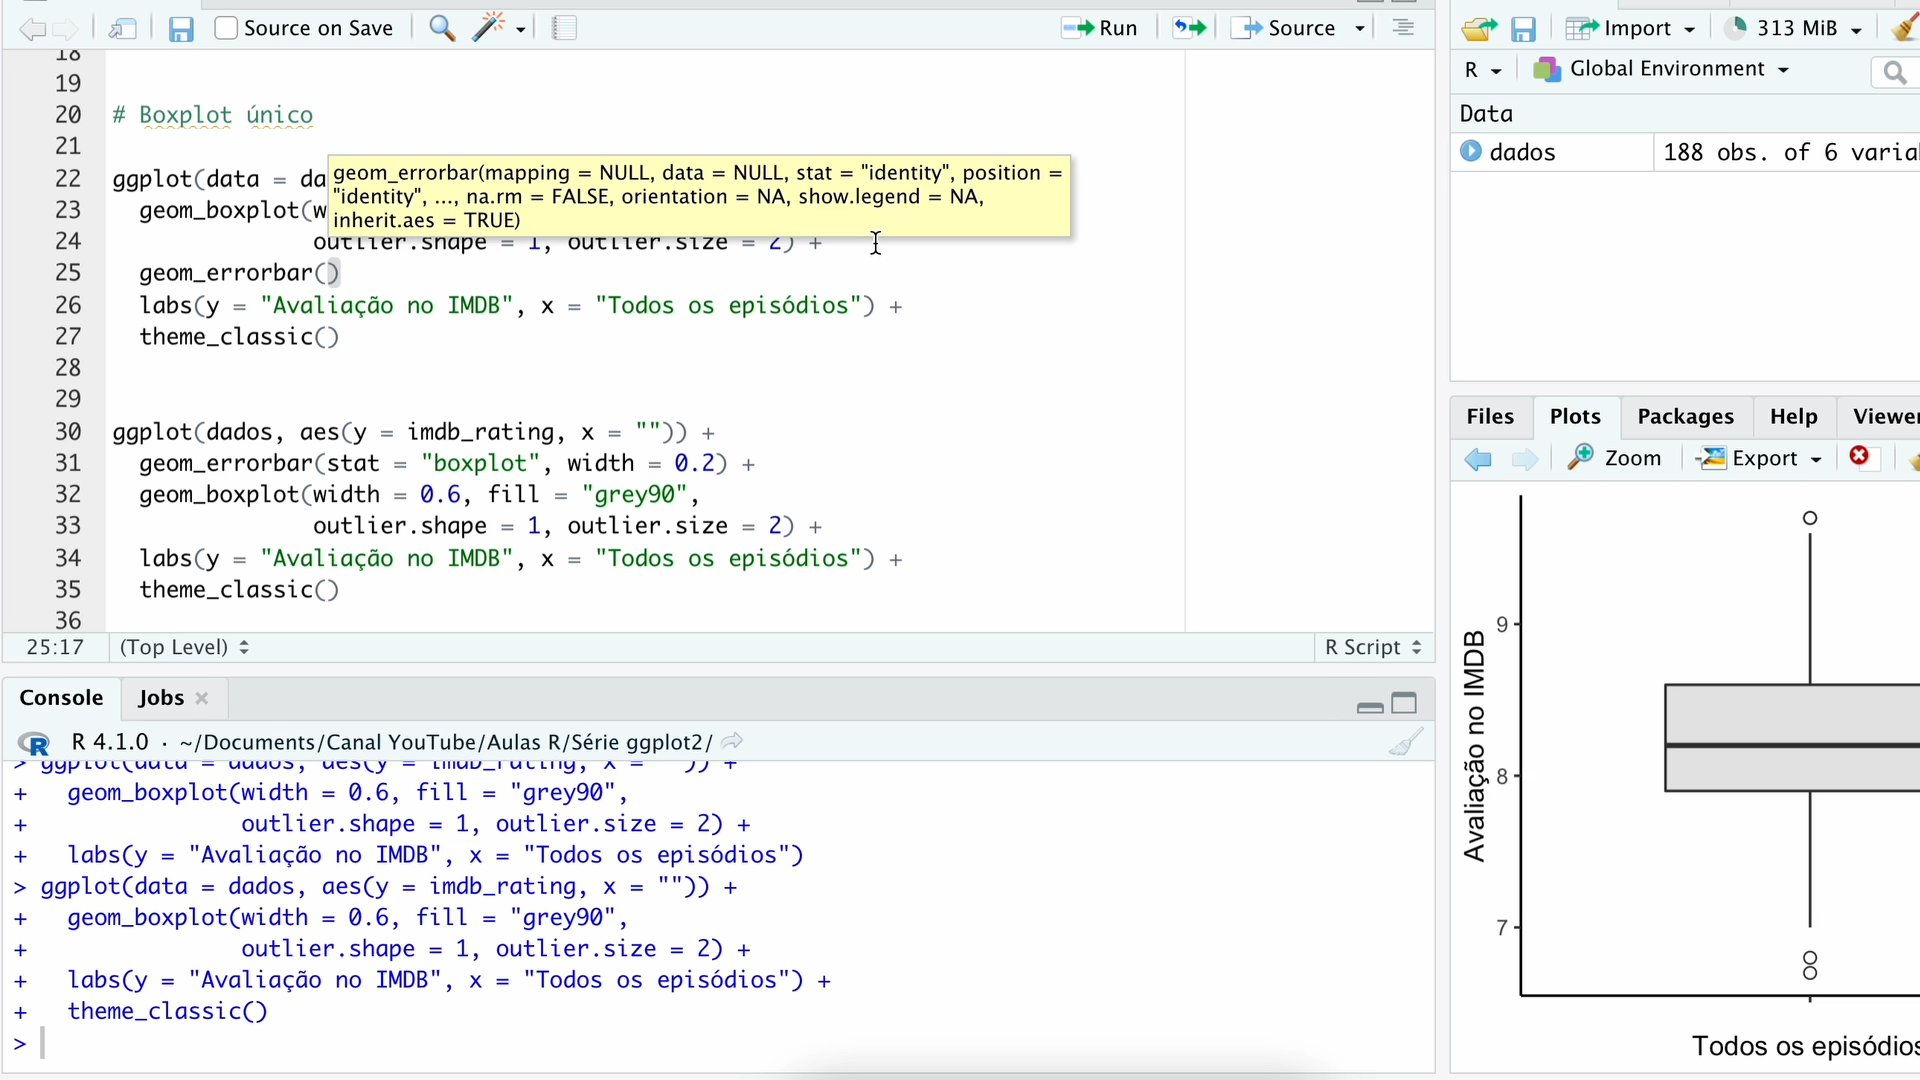 Source on Save
Run
Source
18
19
20 # Boxplot único
21
22 ggplot(data = da
23 geom_boxplot(w
geom_errorbar(mapping = NULL, data = NULL, stat = "identity", position =
"identity", ..., na.rm = FALSE, orientation = NA, show.legend = NA,
inherit.aes = TRUE)
24 outlier.shape = 1, outlier.size = 2) +
25 geom_errorbar()
26 labs(y = "Avaliação no IMDB", x = "Todos os episódios") +
27 theme_classic()
28
29
30 ggplot(dados, aes(y = imdb_rating, x = "")) +
31 geom_errorbar(stat = "boxplot", width = 0.2) +
32 geom_boxplot(width = 0.6, fill = "grey90",
33 outlier.shape = 1, outlier.size = 2) +
34 labs(y = "Avaliação no IMDB", x = "Todos os episódios") +
35 theme_classic()
36
25:17 (Top Level) R Script
Console Jobs
R 4.1.0 · ~/Documents/Canal YouTube/Aulas R/Série ggplot2/
> ggplot(data = dados, aes(y = imdb_rating, x = "")) +
+ geom_boxplot(width = 0.6, fill = "grey90",
+ outlier.shape = 1, outlier.size = 2) +
+ labs(y = "Avaliação no IMDB", x = "Todos os episódios")
> ggplot(data = dados, aes(y = imdb_rating, x = "")) +
+ geom_boxplot(width = 0.6, fill = "grey90",
+ outlier.shape = 1, outlier.size = 2) +
+ labs(y = "Avaliação no IMDB", x = "Todos os episódios") +
+ theme_classic()
>
Import 313 MiB
R Global Environment
Data
dados 188 obs. of 6 varia
Files Plots Packages Help Viewer
Zoom Export
9
8
7
Avaliação no IMDB
Todos os episódios